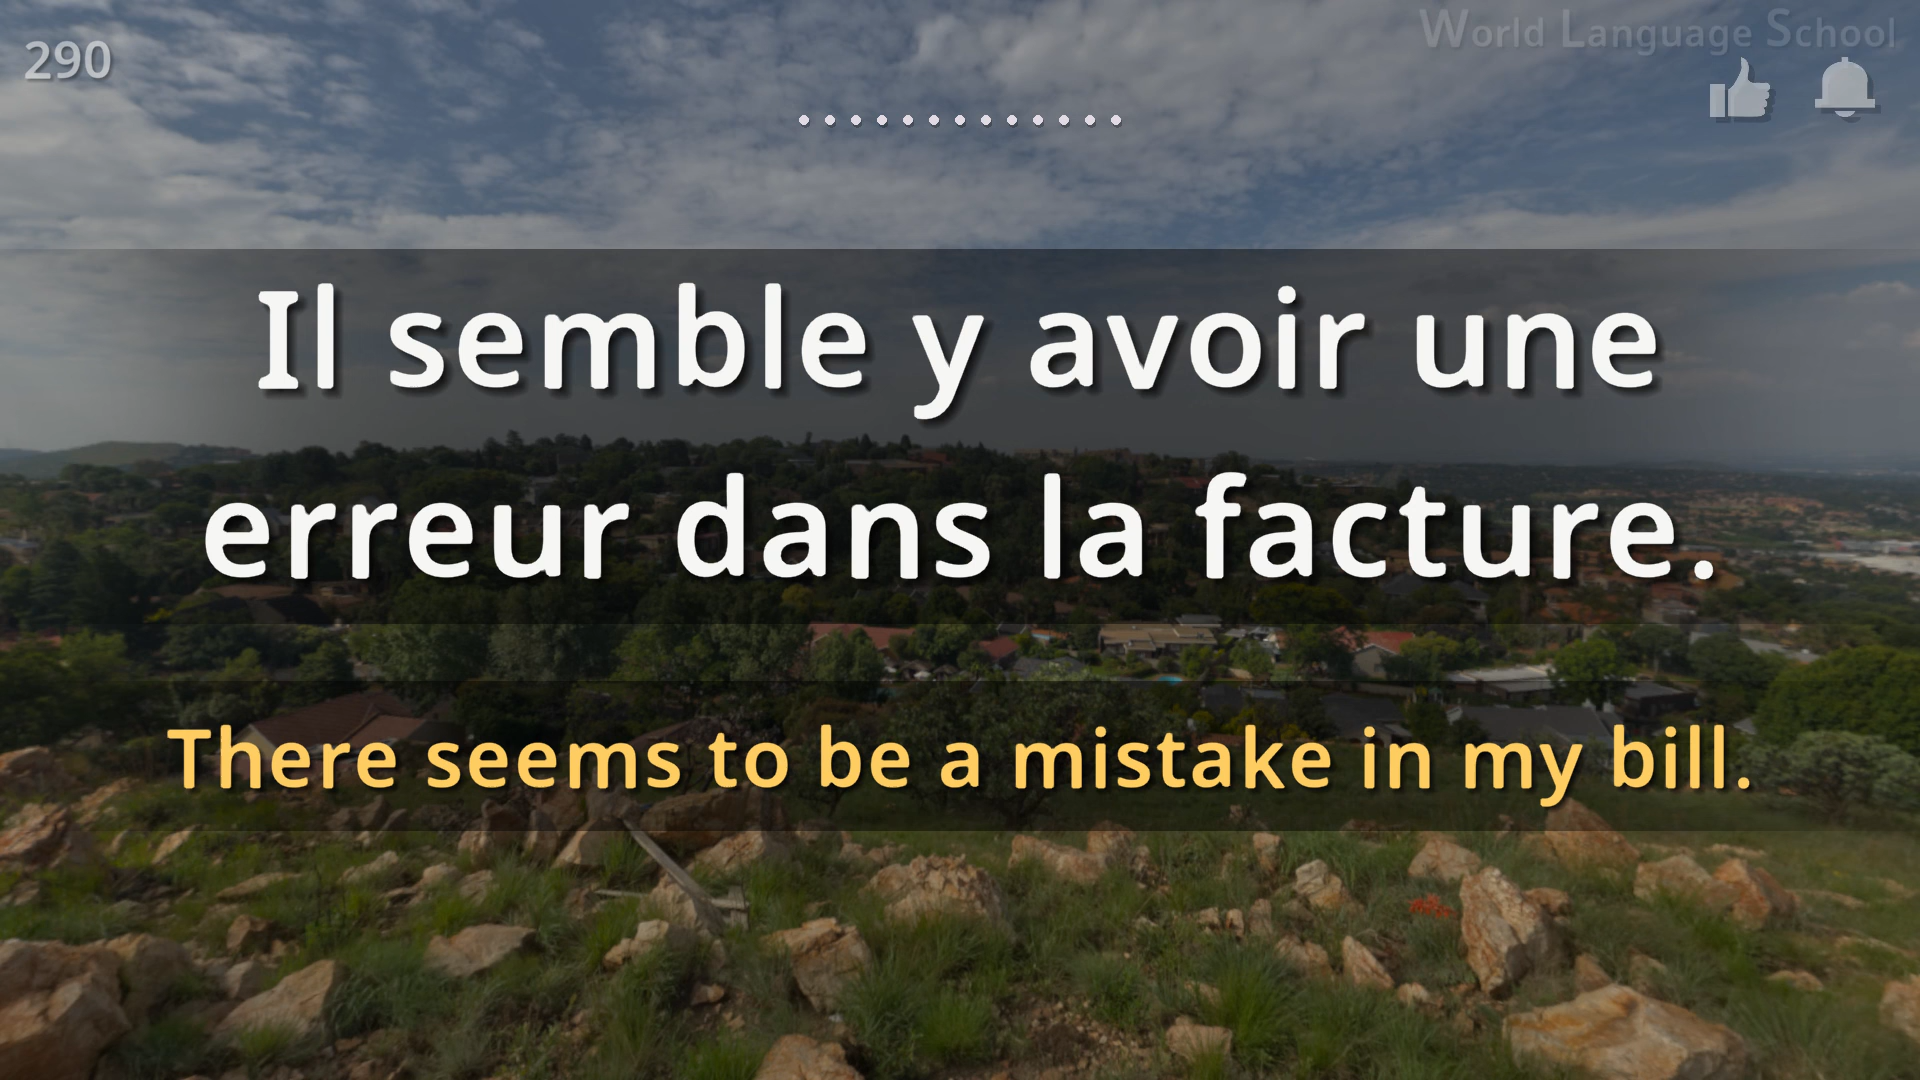 World Language School
290
Il semble y avoir une
erreur dans la facture.
There seems to be a mistake in my bill.